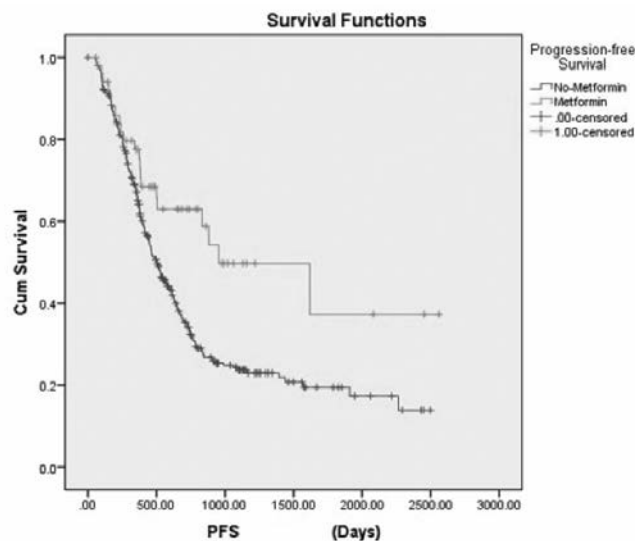 Survival Functions
Progression-free
Survival
No-Metformin
Metformin
.00-censored
1.00-censored
Cum Survival
1.0
0.8
0.6
0.4
0.2
0.0
.00 500.00 1000.00 1500.00 2000.00 2500.00 3000.00
PFS (Days)